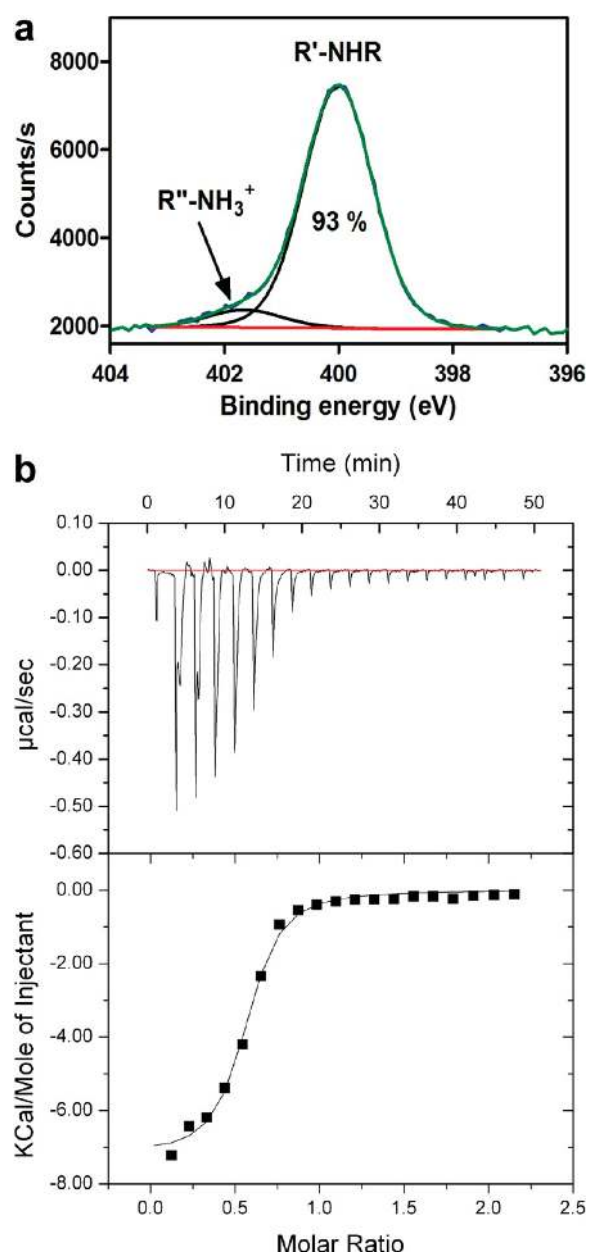 a
R'-NHR
8000
6000
4000
2000
Counts/s
R"-NH3+
93 %
404 402 400 398 396
Binding energy (eV)
b
Time (min)
0 10 20 30 40 50
0.10
0.00
-0.10
-0.20
-0.30
-0.40
-0.50
-0.60
µcal/sec
0.00
-2.00
-4.00
-6.00
-8.00
KCal/Mole of Injectant
0.0 0.5 1.0 1.5 2.0 2.5
Molar Ratio